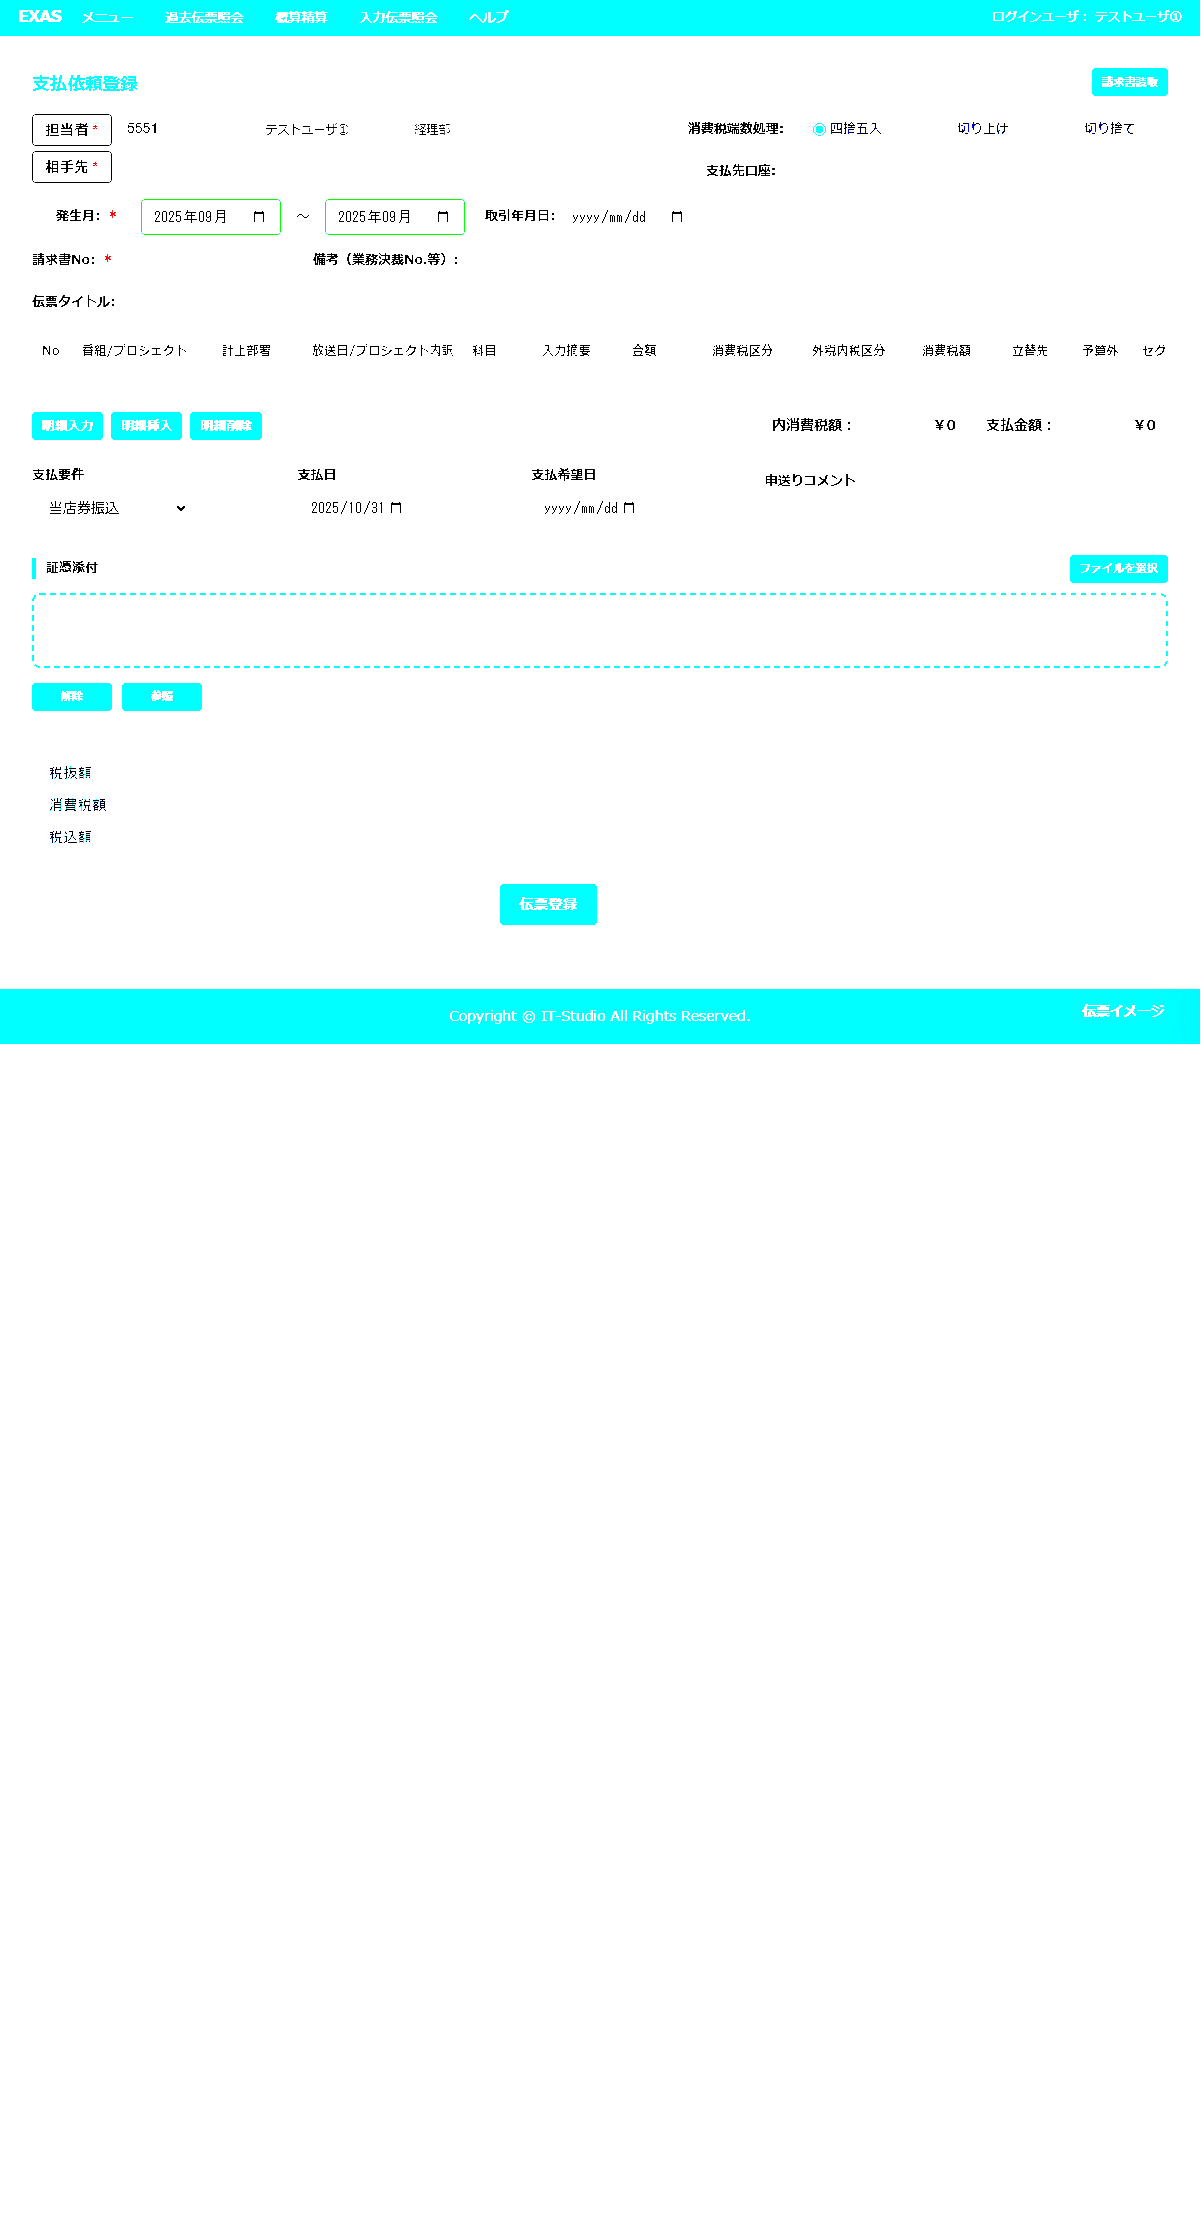 EXAS メニュー 過去伝票照会 概算精算 入力伝票照会 ヘルプ ログインユーザ： テストユーザ①
支払依頼登録 請求書読取
担当者 * 5551 テストユーザ① 経理部 消費税端数処理: 四捨五入 切り上げ 切り捨て
相手先 * 支払先口座:
発生月: * 2025年09月 ～ 2025年09月 取引年月日: yyyy/mm/dd
請求書No: * 備考（業務決裁No.等）:
伝票タイトル:
No 番組/プロジェクト 計上部署 放送日/プロジェクト内訳 科目 入力摘要 金額 消費税区分 外税内税区分 消費税額 立替先 予算外 セグ
明細入力 明細挿入 明細削除 内消費税額： ¥0 支払金額： ¥0
支払要件 支払日 支払希望日 申送りコメント
当店券振込 2025/10/31 yyyy/mm/dd
証憑添付 ファイルを選択
解除 参照
税抜額
消費税額
税込額
伝票登録
Copyright © IT-Studio All Rights Reserved. 伝票イメージ